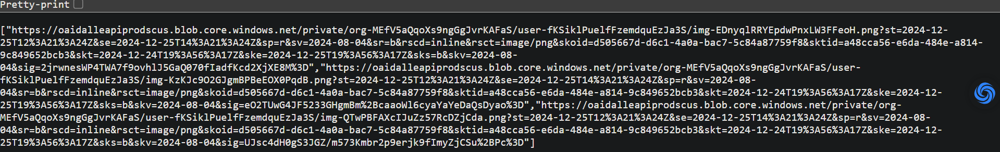 Pretty-print
["https://oaidalleapiprodscus.blob.core.windows.net/private/org-MEfV5aQqoXs9ngGgJvrKAFaS/user-fKSiklPuelfFzemdquEzJa3S/img-EDnyqlRRYEpdwPnxLW3FFeoH.png?st=2024-12-
25T12%3A21%3A24Z&se=2024-12-25T14%3A21%3A24Z&sp=r&sv=2024-08-04&sr=b&rscd=inline&rsct=image/png&skoid=d505667d-d6c1-4a0a-bac7-5c84a87759f8&sktid=a48cca56-e6da-484e-a814-
9c849652bcb3&skt=2024-12-24T19%3A56%3A17Z&ske=2024-12-25T19%3A56%3A17Z&sks=b&skv=2024-08-
04&sig=2jrwnesWP4TWA7f9ovhlJ5GaQ070fIadfKcd2XjXE8M%3D","https://oaidalleapiprodscus.blob.core.windows.net/private/org-MEfV5aQqoXs9ngGgJvrKAFaS/user-
fKSiklPuelfFzemdquEzJa3S/img-KzKJc9O2GJgmBPBeEOX0PqdB.png?st=2024-12-25T12%3A21%3A24Z&se=2024-12-25T14%3A21%3A24Z&sp=r&sv=2024-08-
04&sr=b&rscd=inline&rsct=image/png&skoid=d505667d-d6c1-4a0a-bac7-5c84a87759f8&sktid=a48cca56-e6da-484e-a814-9c849652bcb3&skt=2024-12-24T19%3A56%3A17Z&ske=2024-12-
25T19%3A56%3A17Z&sks=b&skv=2024-08-04&sig=eO2TUwG4JF5233GHgmBm%2BcaaoWl6cyaYaYeDaQsDyao%3D","https://oaidalleapiprodscus.blob.core.windows.net/private/org-
MEfV5aQqoXs9ngGgJvrKAFaS/user-fKSiklPuelfFzemdquEzJa3S/img-QTwPBFAXcIJuZz57RcDZjCda.png?st=2024-12-25T12%3A21%3A24Z&se=2024-12-25T14%3A21%3A24Z&sp=r&sv=2024-08-
04&sr=b&rscd=inline&rsct=image/png&skoid=d505667d-d6c1-4a0a-bac7-5c84a87759f8&sktid=a48cca56-e6da-484e-a814-9c849652bcb3&skt=2024-12-24T19%3A56%3A17Z&ske=2024-12-
25T19%3A56%3A17Z&sks=b&skv=2024-08-04&sig=UJsc4dH0gS3JGZ/m573Kmbr2p9erjk9fImyZjCSu%2BPc%3D"]